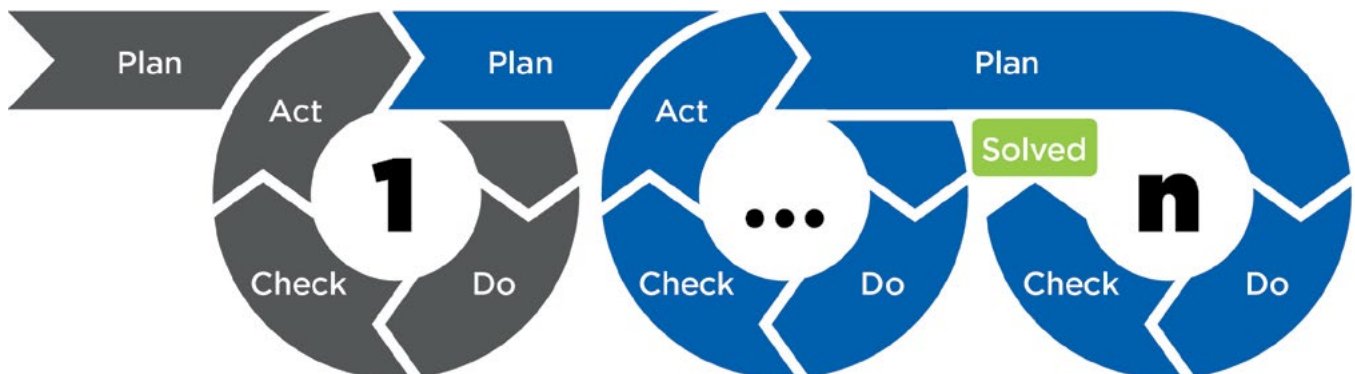 Plan
Plan
Plan
Act
Act
Solved
1
...
n
Check
Do
Check
Do
Check
Do